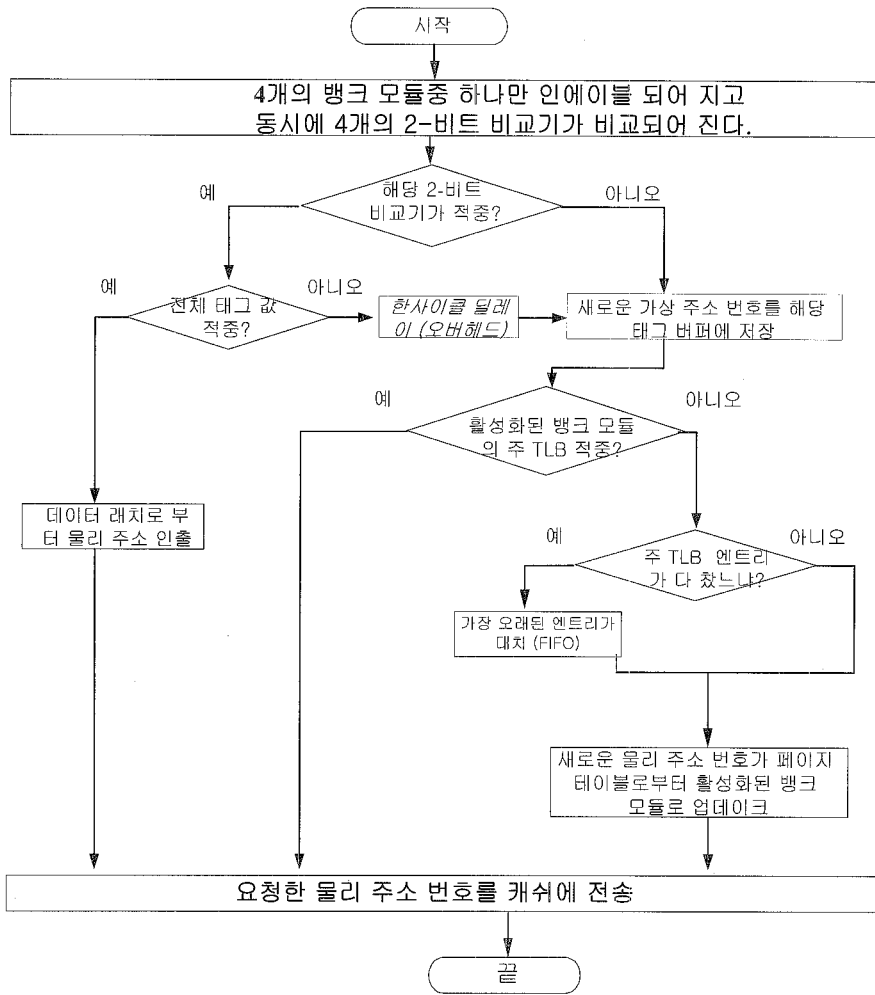 시작
4개의 뱅크 모듈중 하나만 인에이블 되어 지고
동시에 4개의 2-비트 비교기가 비교되어 진다.
예
해당 2-비트
비교기가 적중?
아니오
예
전체 태그 값
적중?
아니오
한사이클 딜레
이 (오버헤드)
새로운 가상 주소 번호를 해당
태그 버퍼에 저장
예
활성화된 뱅크 모듈
의 주 TLB 적중?
아니오
데이터 래치로 부
터 물리 주소 인출
예
주 TLB 엔트리
가 다 찼느냐?
아니오
가장 오래된 엔트리가
대치 (FIFO)
새로운 물리 주소 번호가 페이지
테이블로부터 활성화된 뱅크
모듈로 업데이크
요청한 물리 주소 번호를 캐쉬에 전송
끝